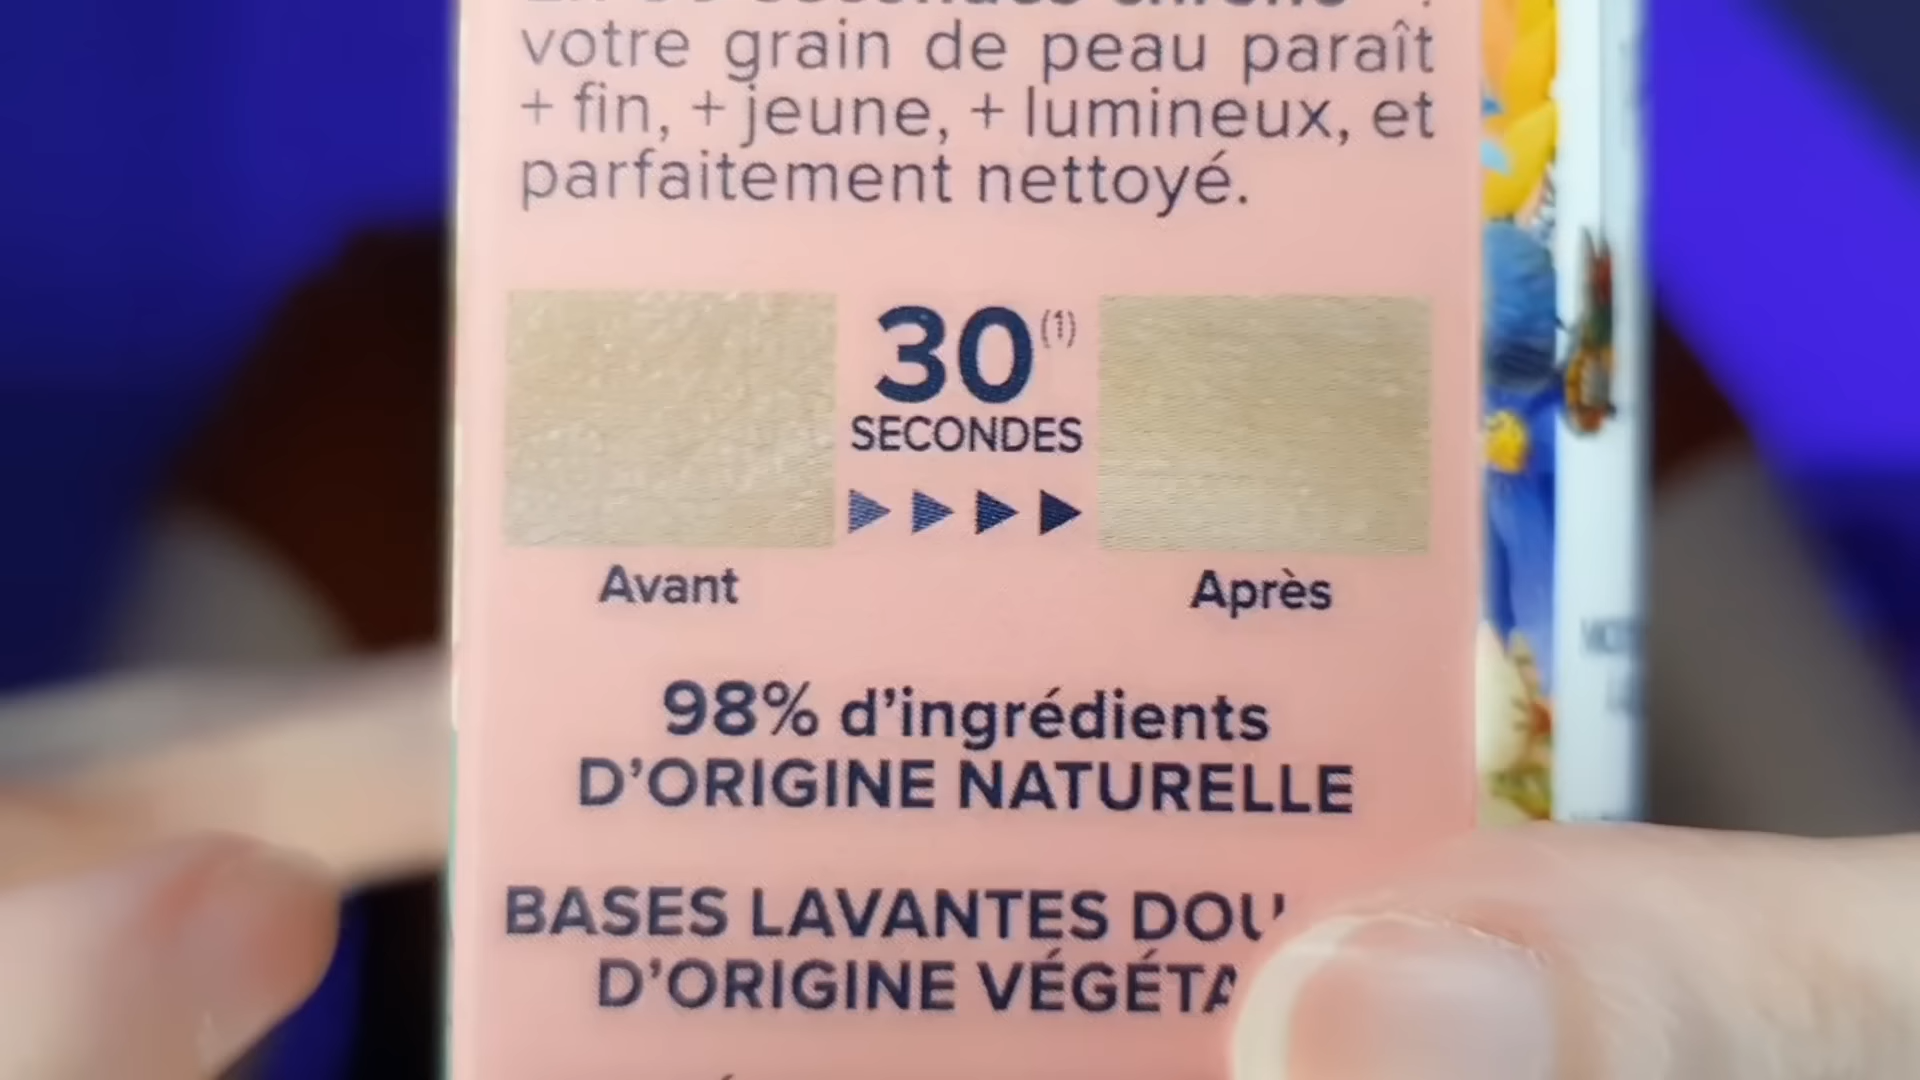 votre grain de peau paraît
+ fin, + jeune, + lumineux, et
parfaitement nettoyé.
30(1)
SECONDES
Avant
Après
98% d'ingrédients
D'ORIGINE NATURELLE
BASES LAVANTES
D'ORIGINE